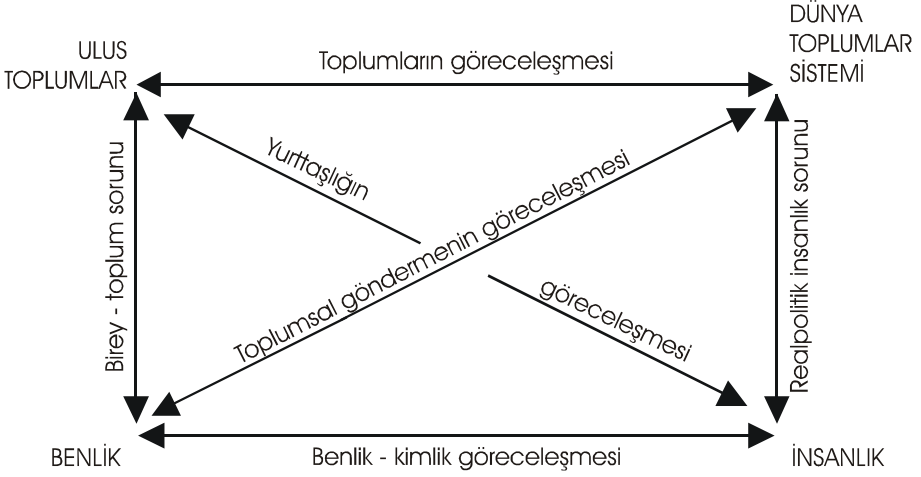 ULUS
TOPLUMLAR
DÜNYA
TOPLUMLAR
SİSTEMİ
Toplumların göreceleşmesi
Yurttaşlığın
göreceleşmesi
Toplumsal göndermenin göreceleşmesi
Birey - toplum sorunu
Realpolitik insanlık sorunu
BENLİK
Benlik - kimlik göreceleşmesi
İNSANLIK